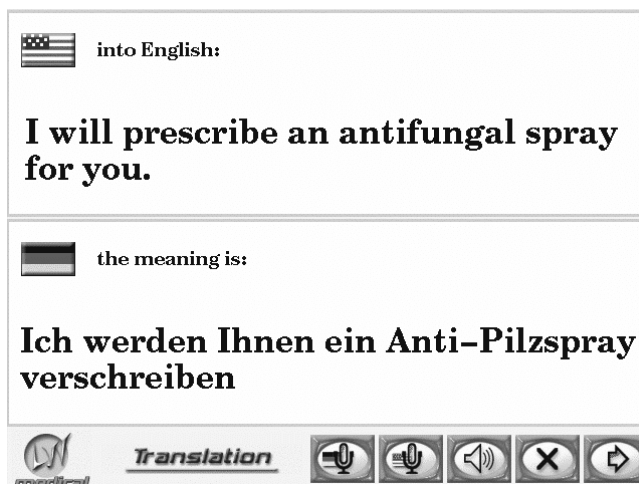 into English:
I will prescribe an antifungal spray
for you.
the meaning is:
Ich werden Ihnen ein Anti-Pilzspray
verschreiben
Translation
medical